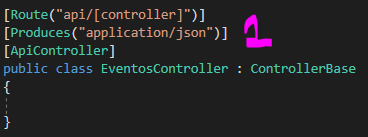 [Route("api/[controller]")]
[Produces("application/json")] 1
[ApiController]
public class EventosController : ControllerBase
{
}